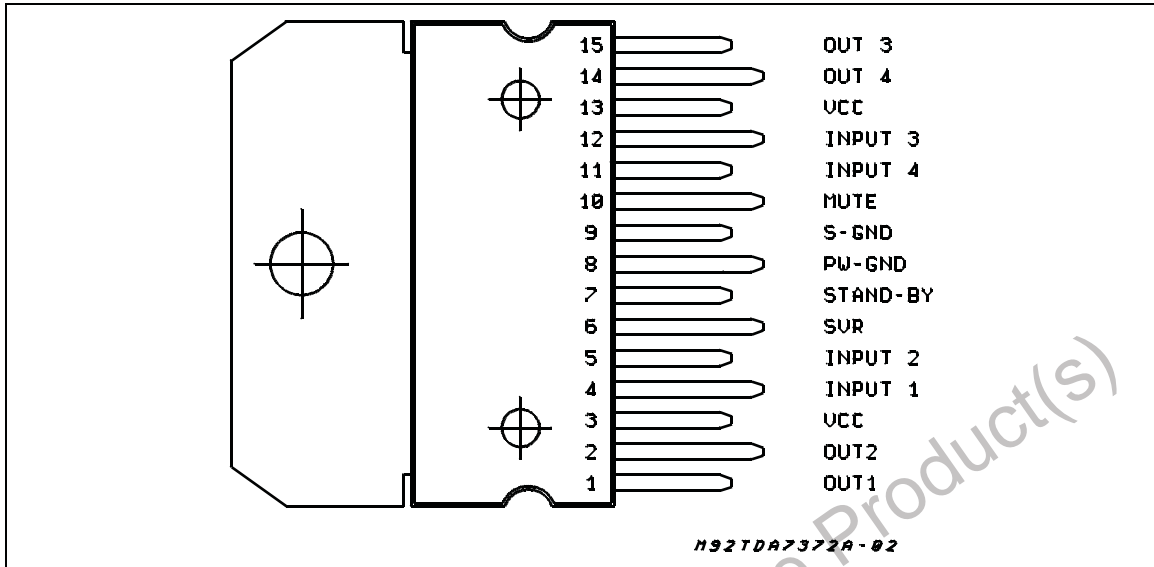 15 OUT 3
14 OUT 4
13 VCC
12 INPUT 3
11 INPUT 4
10 MUTE
9 S-GND
8 PW-GND
7 STAND-BY
6 SVR
5 INPUT 2
4 INPUT 1
3 VCC
2 OUT2
1 OUT1
M92TDA7372A-02
Product(s)